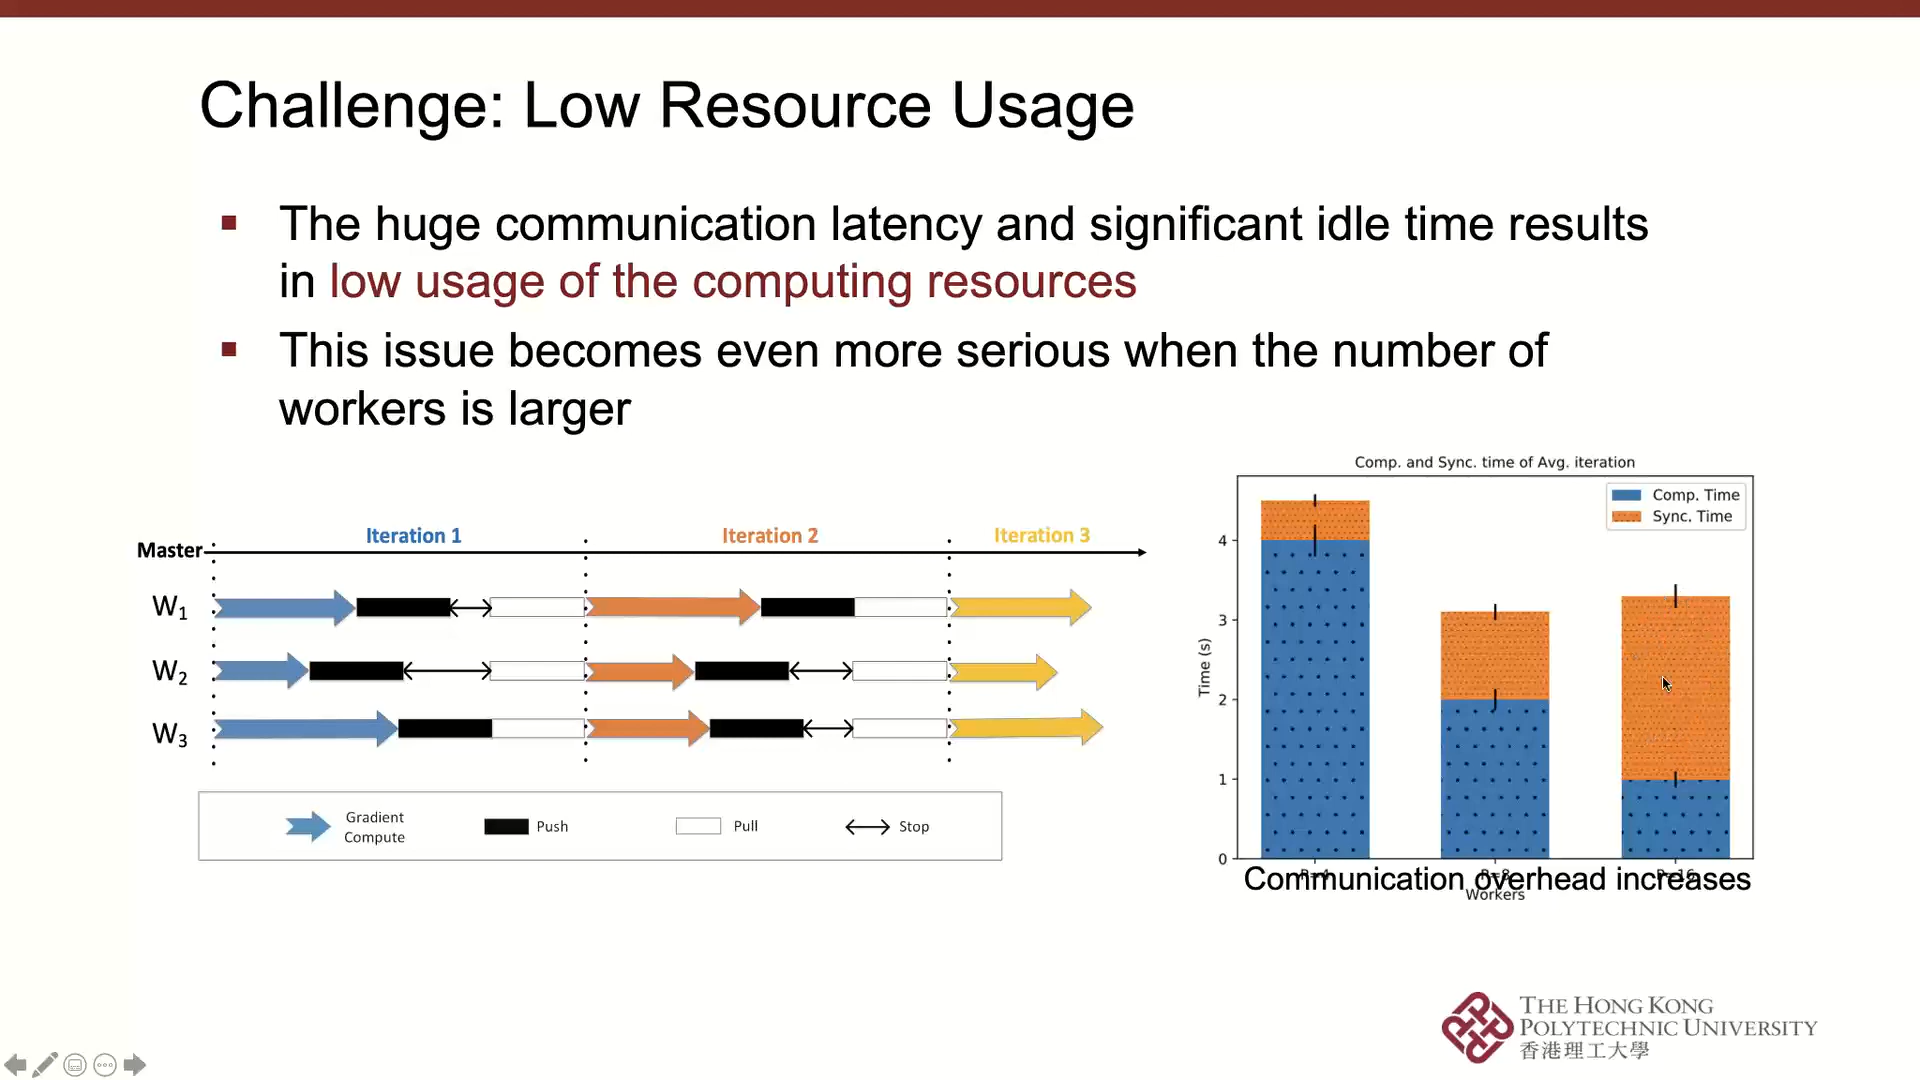 Challenge: Low Resource Usage
▪ The huge communication latency and significant idle time results
in low usage of the computing resources
▪ This issue becomes even more serious when the number of
workers is larger
Master
Iteration 1
Iteration 2
Iteration 3
W1
W2
W3
Gradient
Compute
Push
Pull
Stop
Comp. and Sync. time of Avg. iteration
Comp. Time
Sync. Time
Time (s)
4
3
2
1
0
Workers
Communication overhead increases
THE HONG KONG
POLYTECHNIC UNIVERSITY
香港理工大學